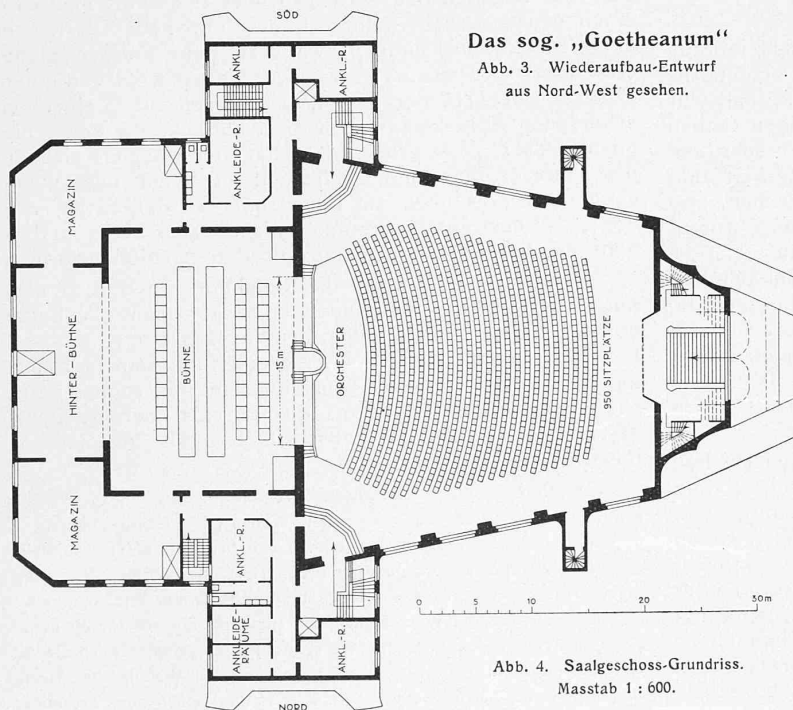 SÜD
Das sog. „Goetheanum“
Abb. 3. Wiederaufbau-Entwurf
aus Nord-West gesehen.
ANKL.
ANKL.-R.
ANKLEIDE-R.
MAGAZIN
HINTER-BÜHNE
BÜHNE
15m
ORCHESTER
950 SITZPLÄTZE
MAGAZIN
ANKL.-R.
ANKLEIDE-
RÄUME
ANKL.-R.
0 5 10 20 30m
Abb. 4. Saalgeschoss-Grundriss.
Masstab 1 : 600.
NORD